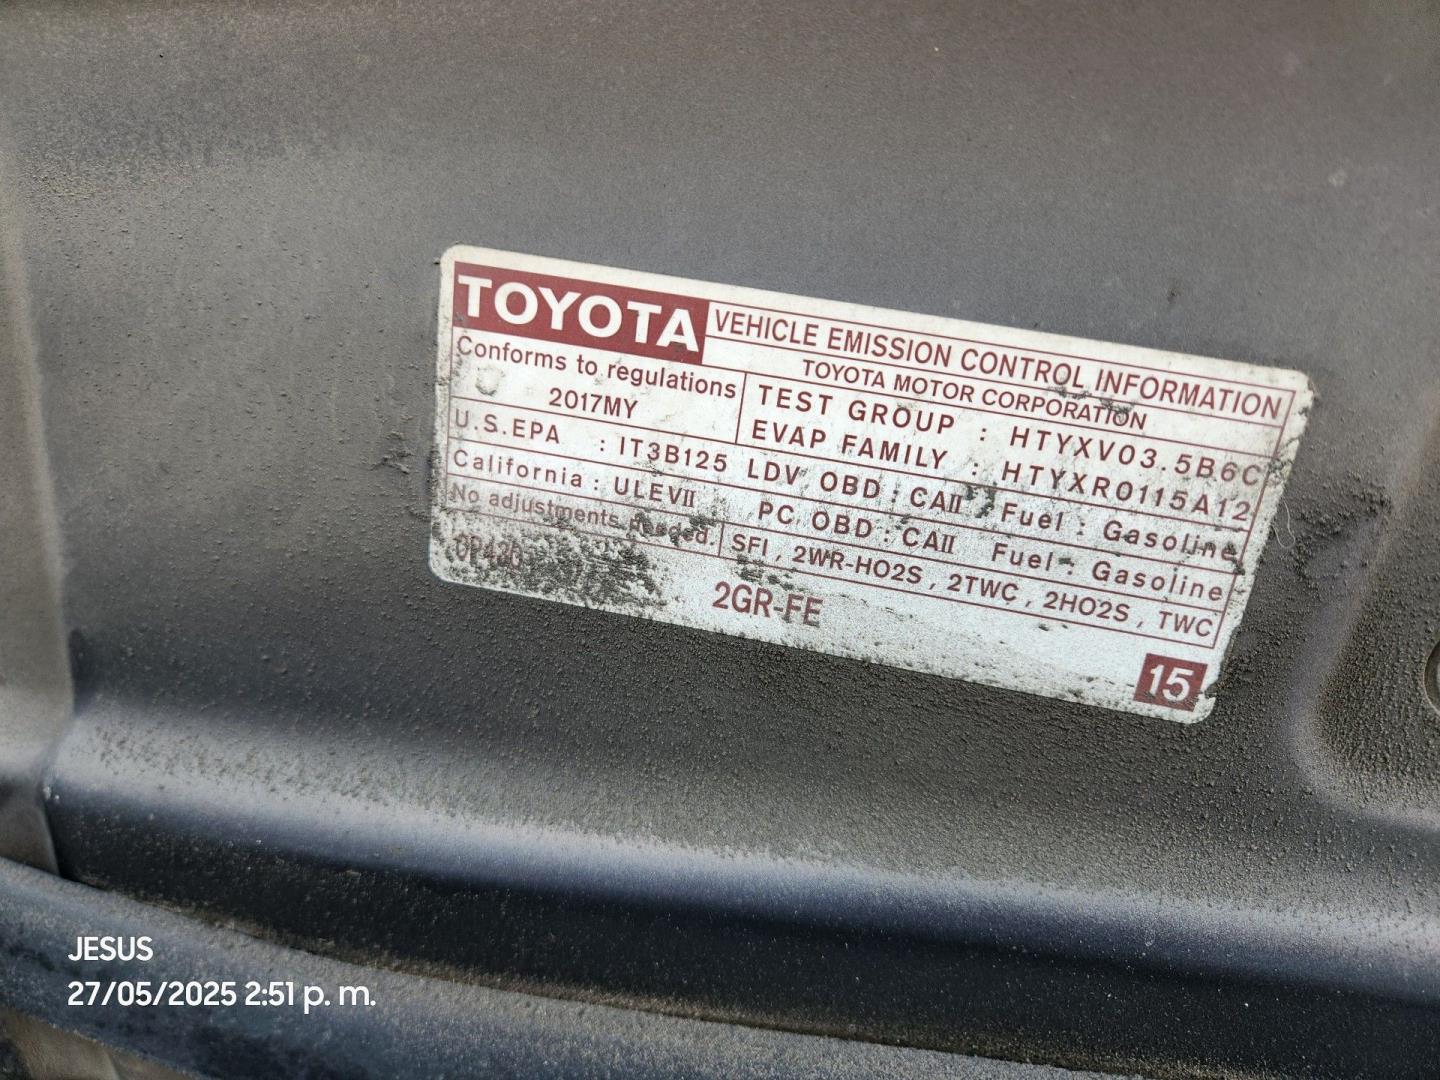 TOYOTA VEHICLE EMISSION CONTROL INFORMATION
TOYOTA MOTOR CORPORATION
Conforms to regulations
2017MY
TEST GROUP : HTYXV03.5B6C
EVAP FAMILY : HTYXR0115A12
U.S.EPA : IT3B125 LDV OBD : CAII Fuel : Gasoline
California : ULEVII PC OBD : CAII Fuel : Gasoline
No adjustments needed. SFI , 2WR-HO2S , 2TWC , 2HO2S , TWC
2GR-FE
15
JESUS
27/05/2025 2:51 p. m.